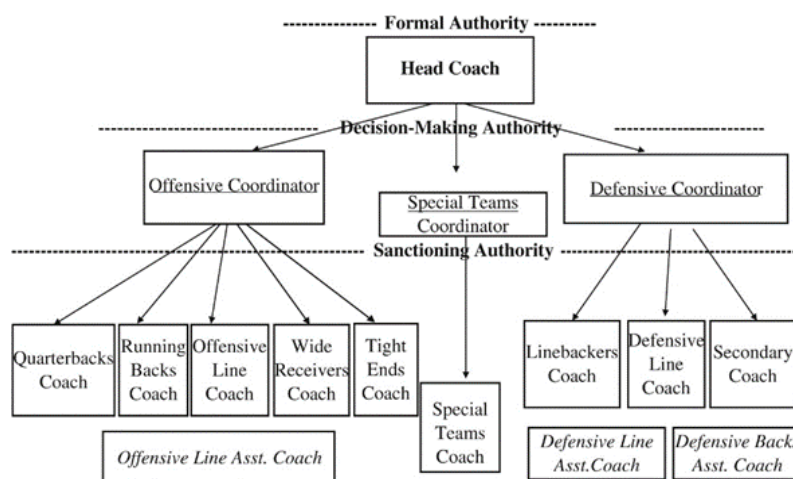 Formal Authority
Head Coach
Decision-Making Authority
Offensive Coordinator
Special Teams
Coordinator
Defensive Coordinator
Sanctioning Authority
Quarterbacks
Coach
Running
Backs
Coach
Offensive
Line
Coach
Wide
Receivers
Coach
Tight
Ends
Coach
Special
Teams
Coach
Linebackers
Coach
Defensive
Line
Coach
Secondary
Coach
Offensive Line Asst. Coach
Defensive Line
Asst.Coach
Defensive Back
Asst. Coach